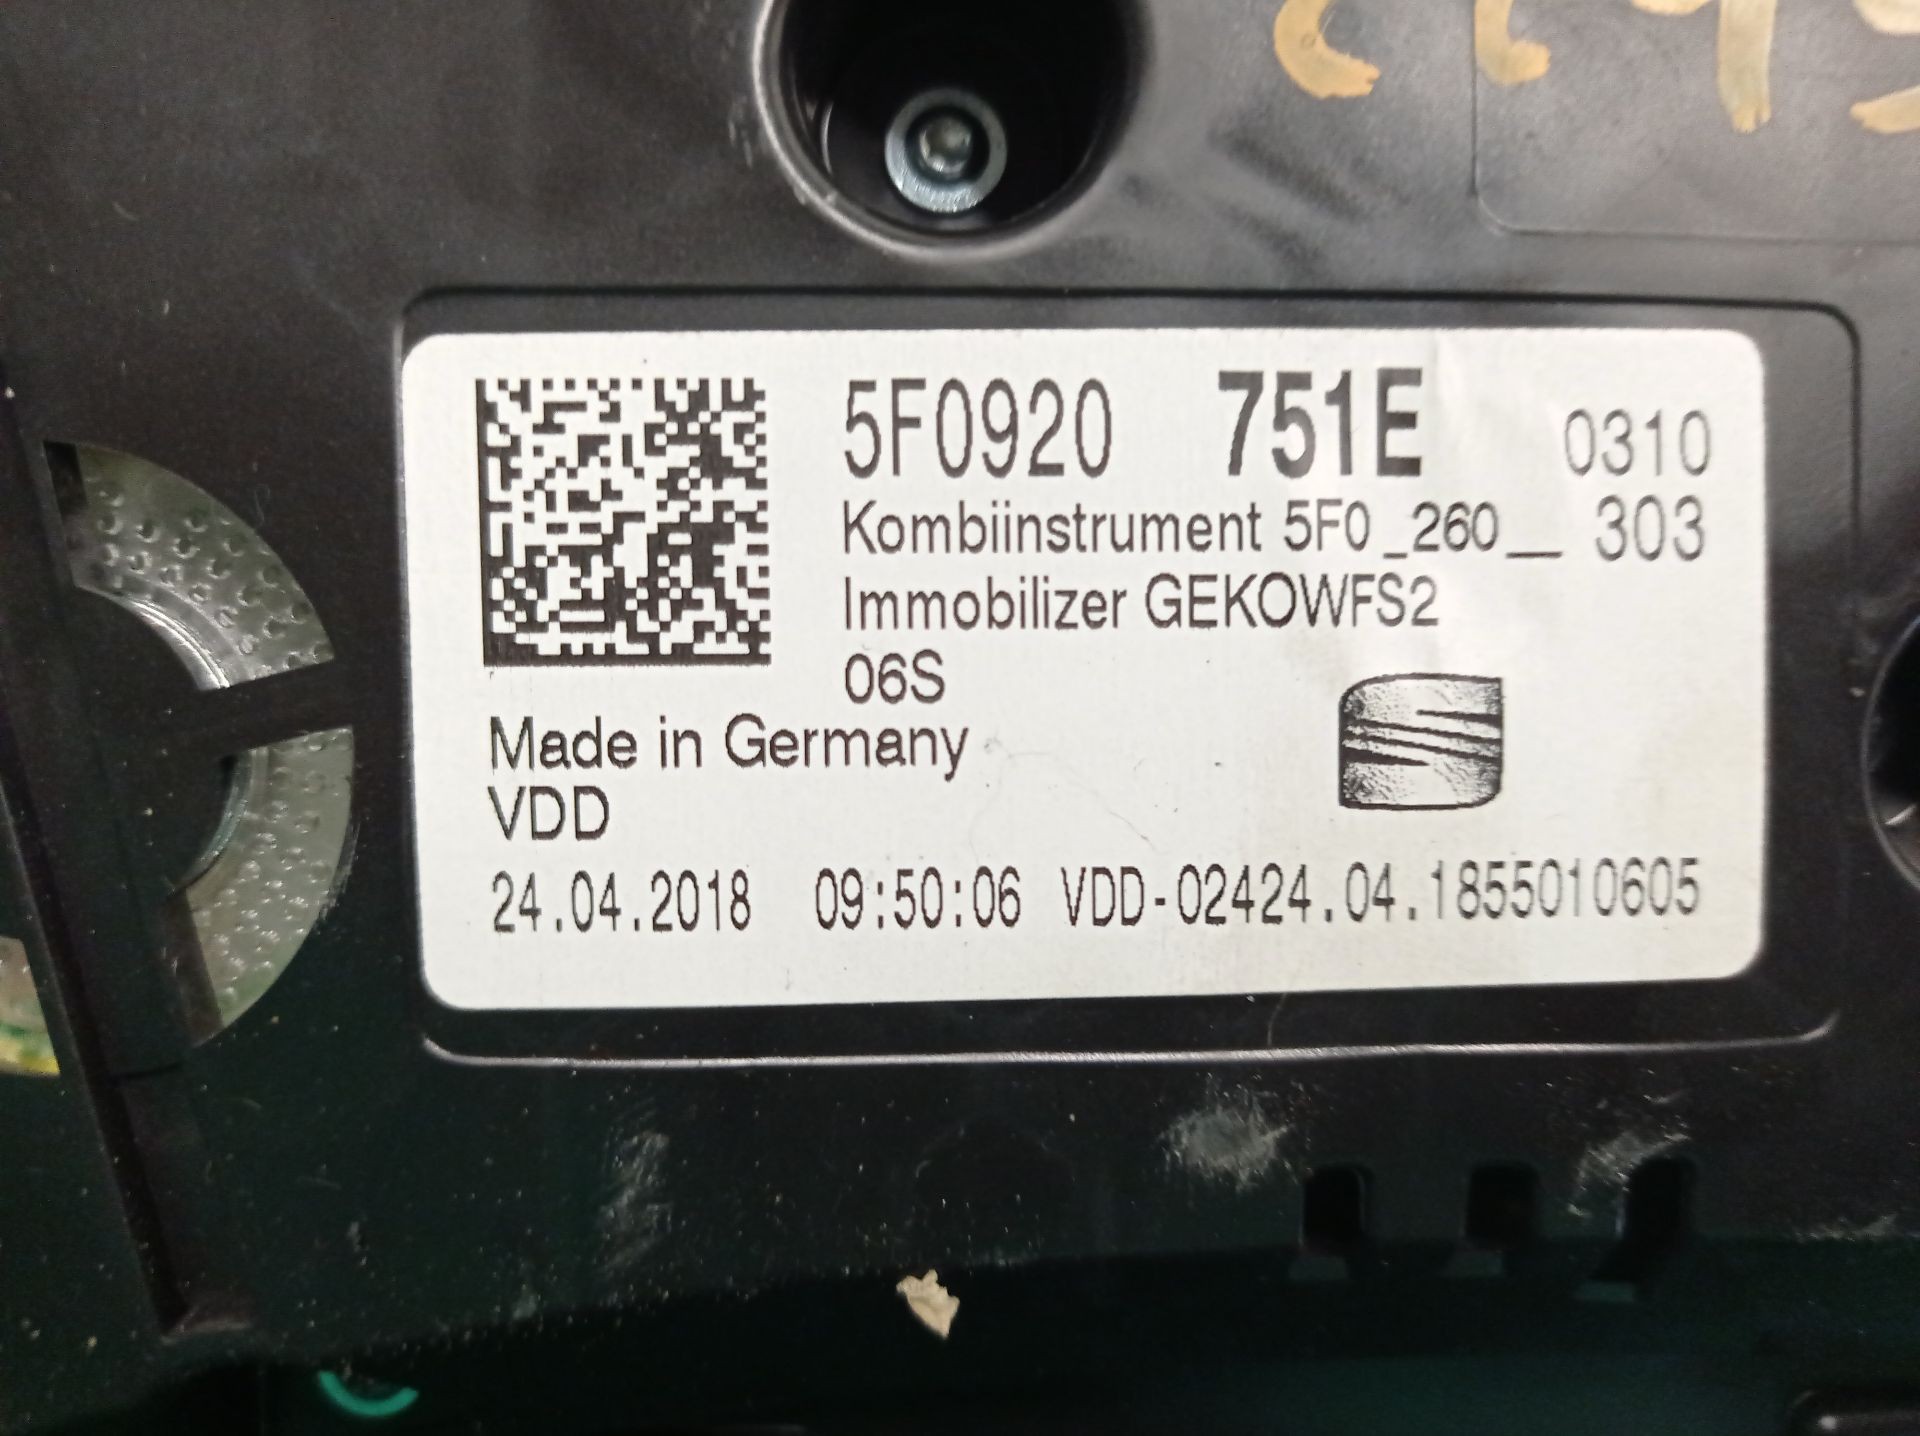 5F0920 751E 0310
Kombiinstrument 5F0_260__ 303
Immobilizer GEKOWFS2
06S
Made in Germany
VDD
24.04.2018 09:50:06 VDD-02424.04.1855010605